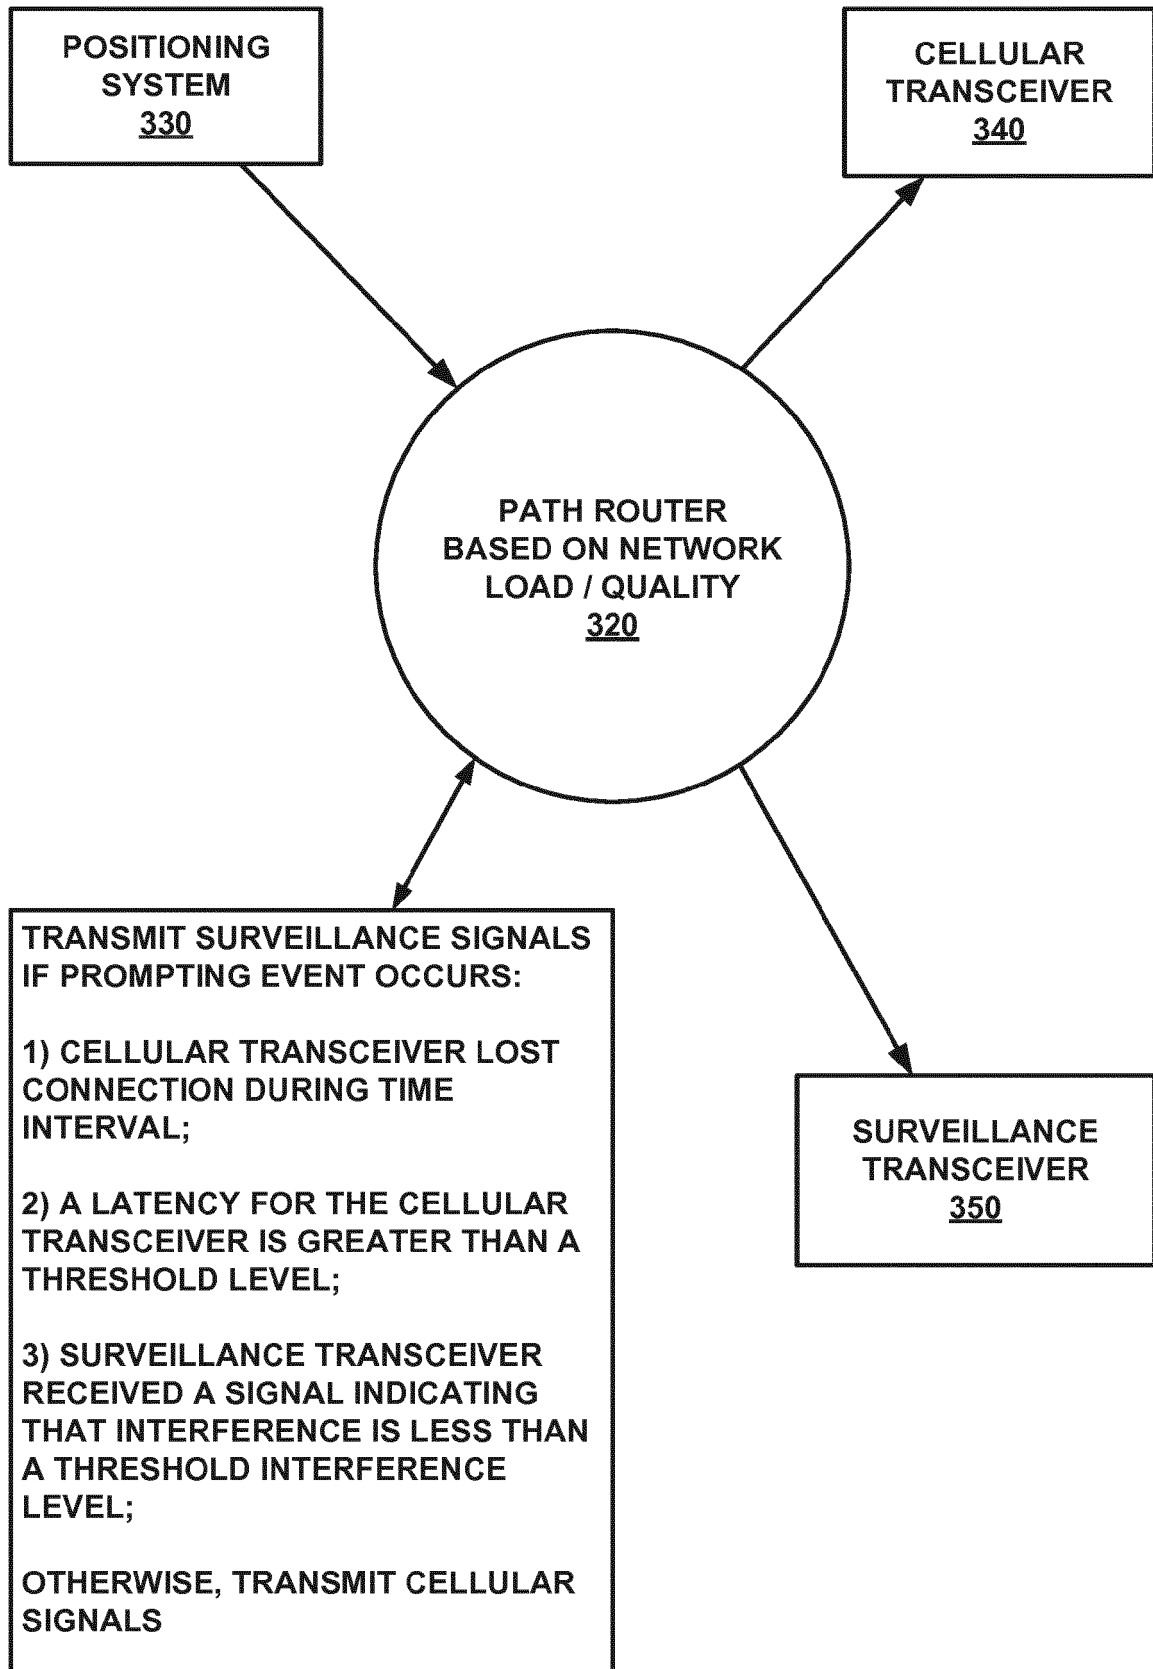 POSITIONING
SYSTEM
330
CELLULAR
TRANSCEIVER
340
PATH ROUTER
BASED ON NETWORK
LOAD / QUALITY
320
TRANSMIT SURVEILLANCE SIGNALS
IF PROMPTING EVENT OCCURS:
1) CELLULAR TRANSCEIVER LOST
CONNECTION DURING TIME
INTERVAL;
2) A LATENCY FOR THE CELLULAR
TRANSCEIVER IS GREATER THAN A
THRESHOLD LEVEL;
3) SURVEILLANCE TRANSCEIVER
RECEIVED A SIGNAL INDICATING
THAT INTERFERENCE IS LESS THAN
A THRESHOLD INTERFERENCE
LEVEL;
OTHERWISE, TRANSMIT CELLULAR
SIGNALS
SURVEILLANCE
TRANSCEIVER
350